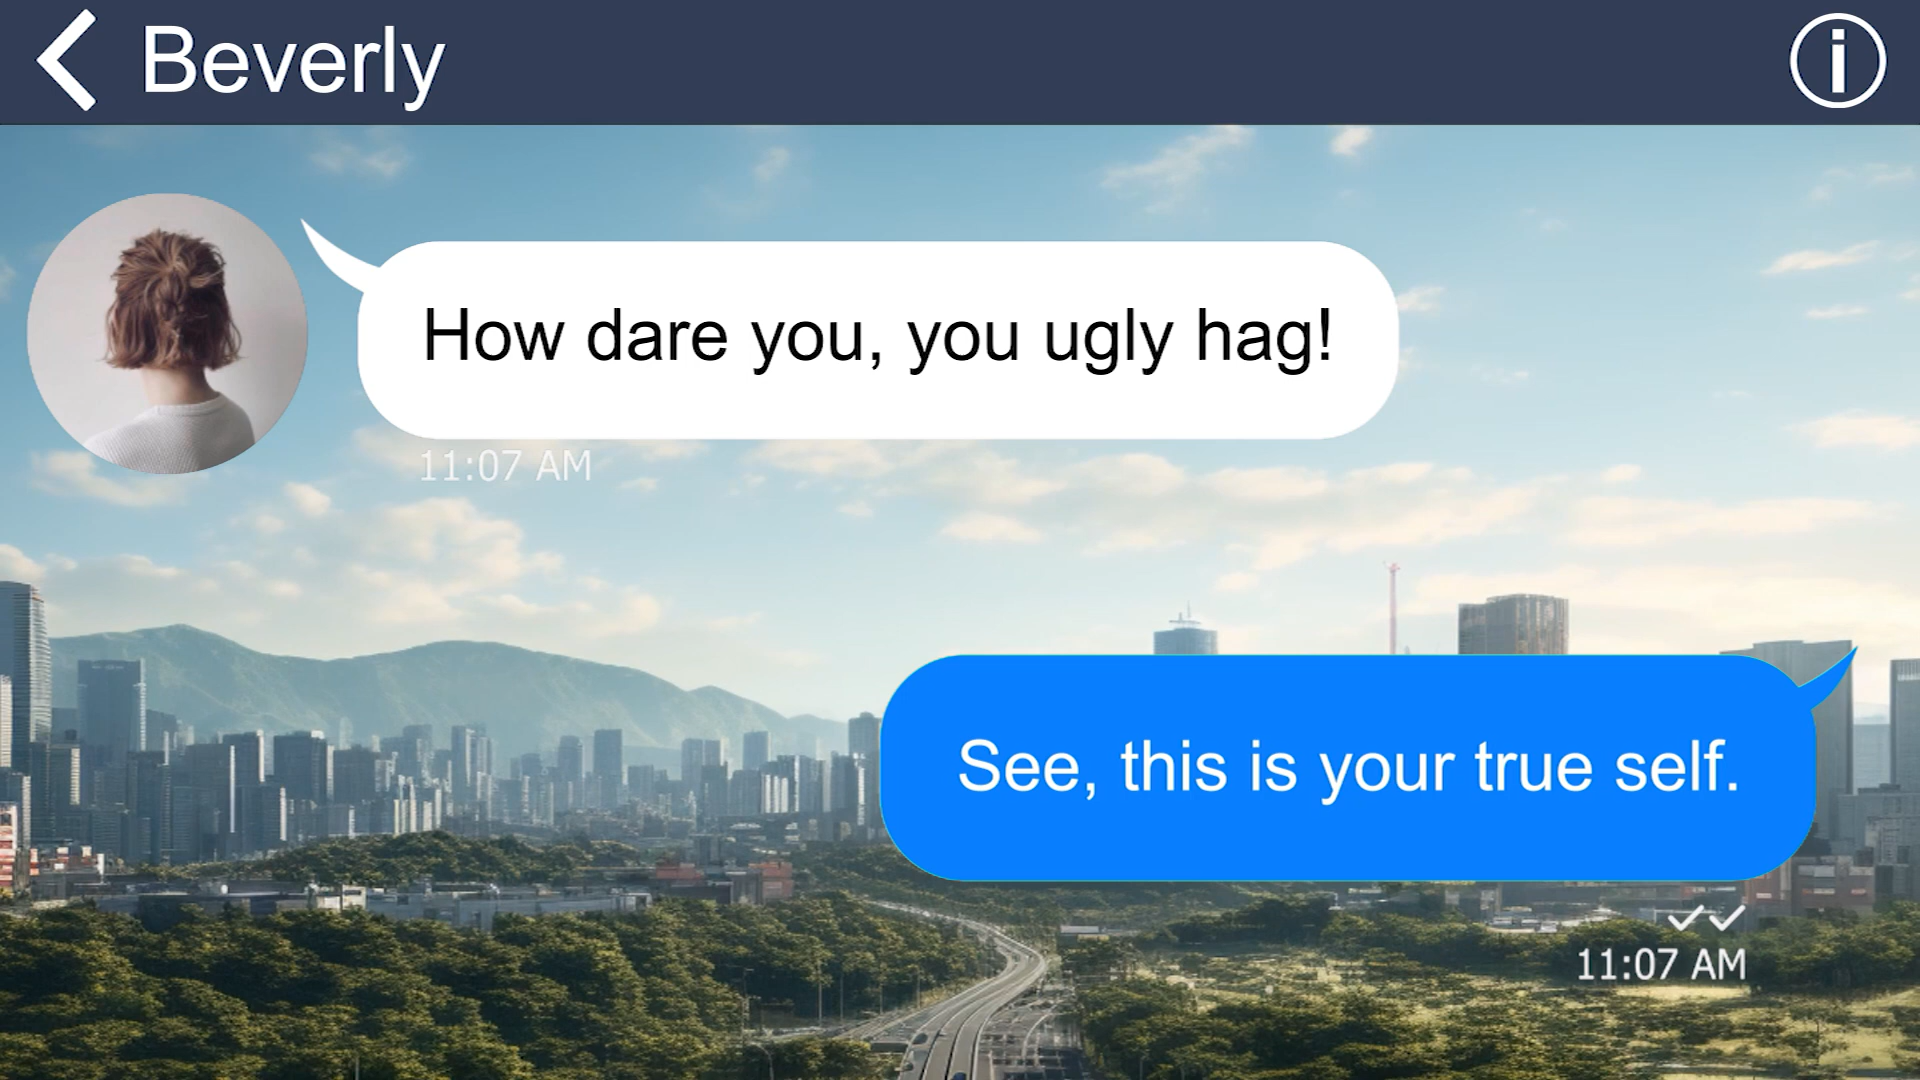 Beverly
How dare you, you ugly hag!
11:07 AM
See, this is your true self.
11:07 AM